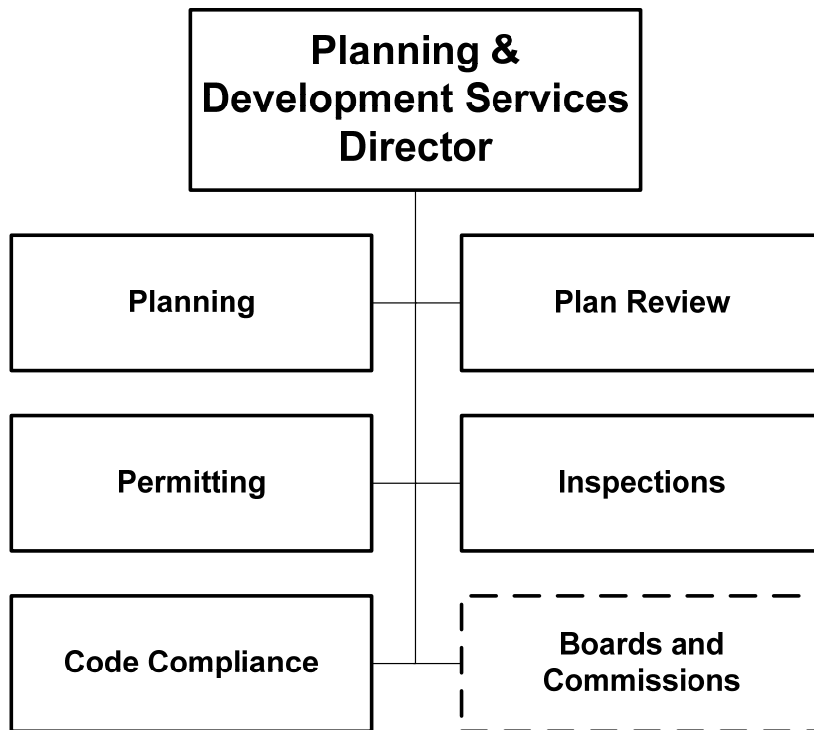 Planning &
Development Services
Director
Planning
Plan Review
Permitting
Inspections
Code Compliance
Boards and
Commissions